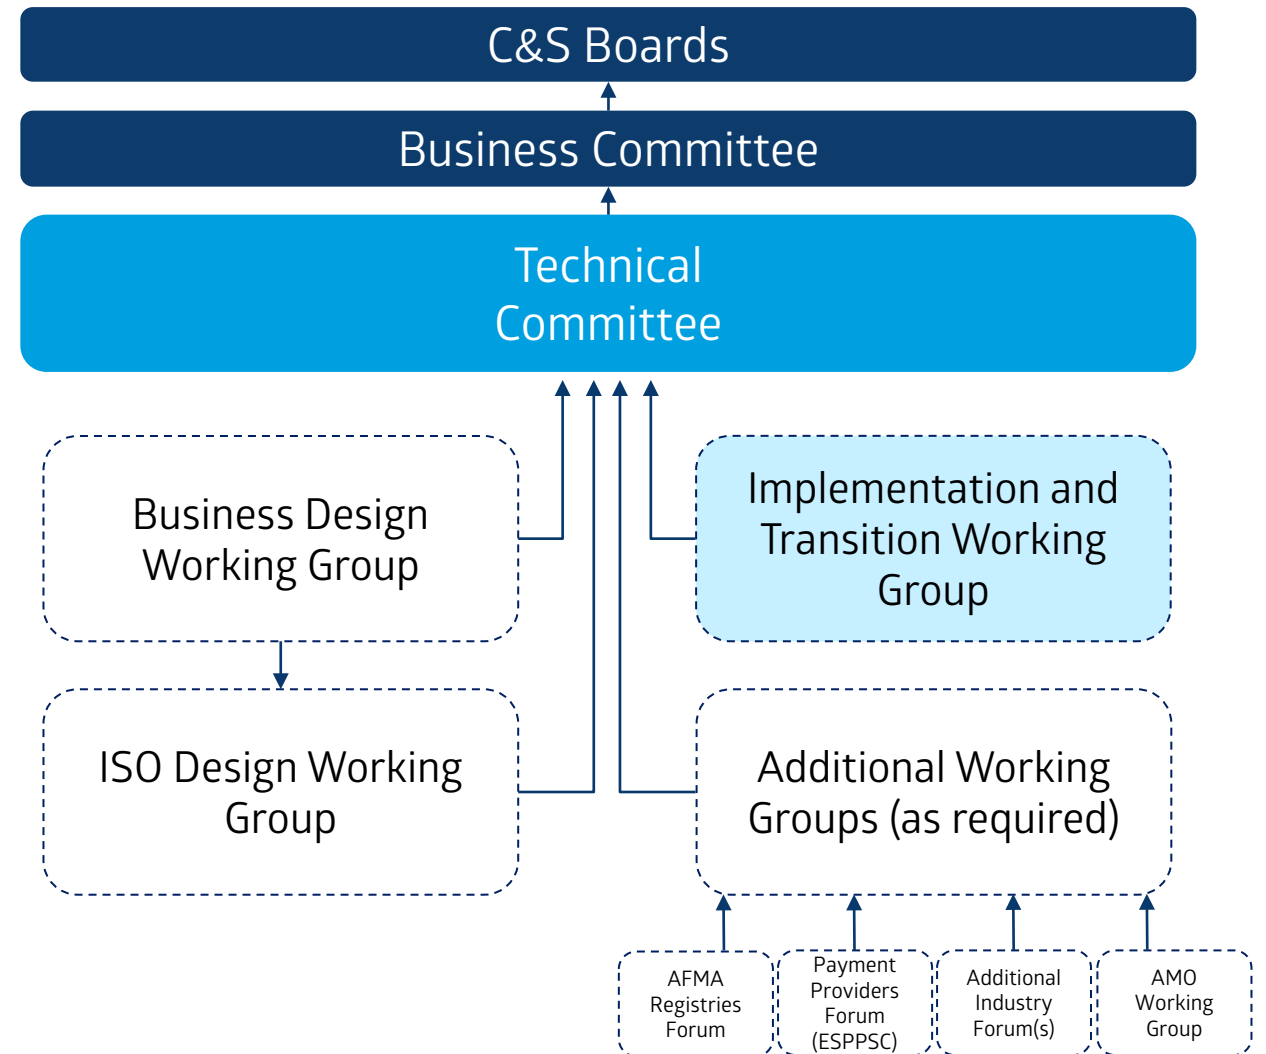 C&S Boards
Business Committee
Technical
Committee
Business Design
Working Group
Implementation and
Transition Working
Group
ISO Design Working
Group
Additional Working
Groups (as required)
AFMA
Registries
Forum
Payment
Providers
Forum
(ESPPSC)
Additional
Industry
Forum(s)
AMO
Working
Group